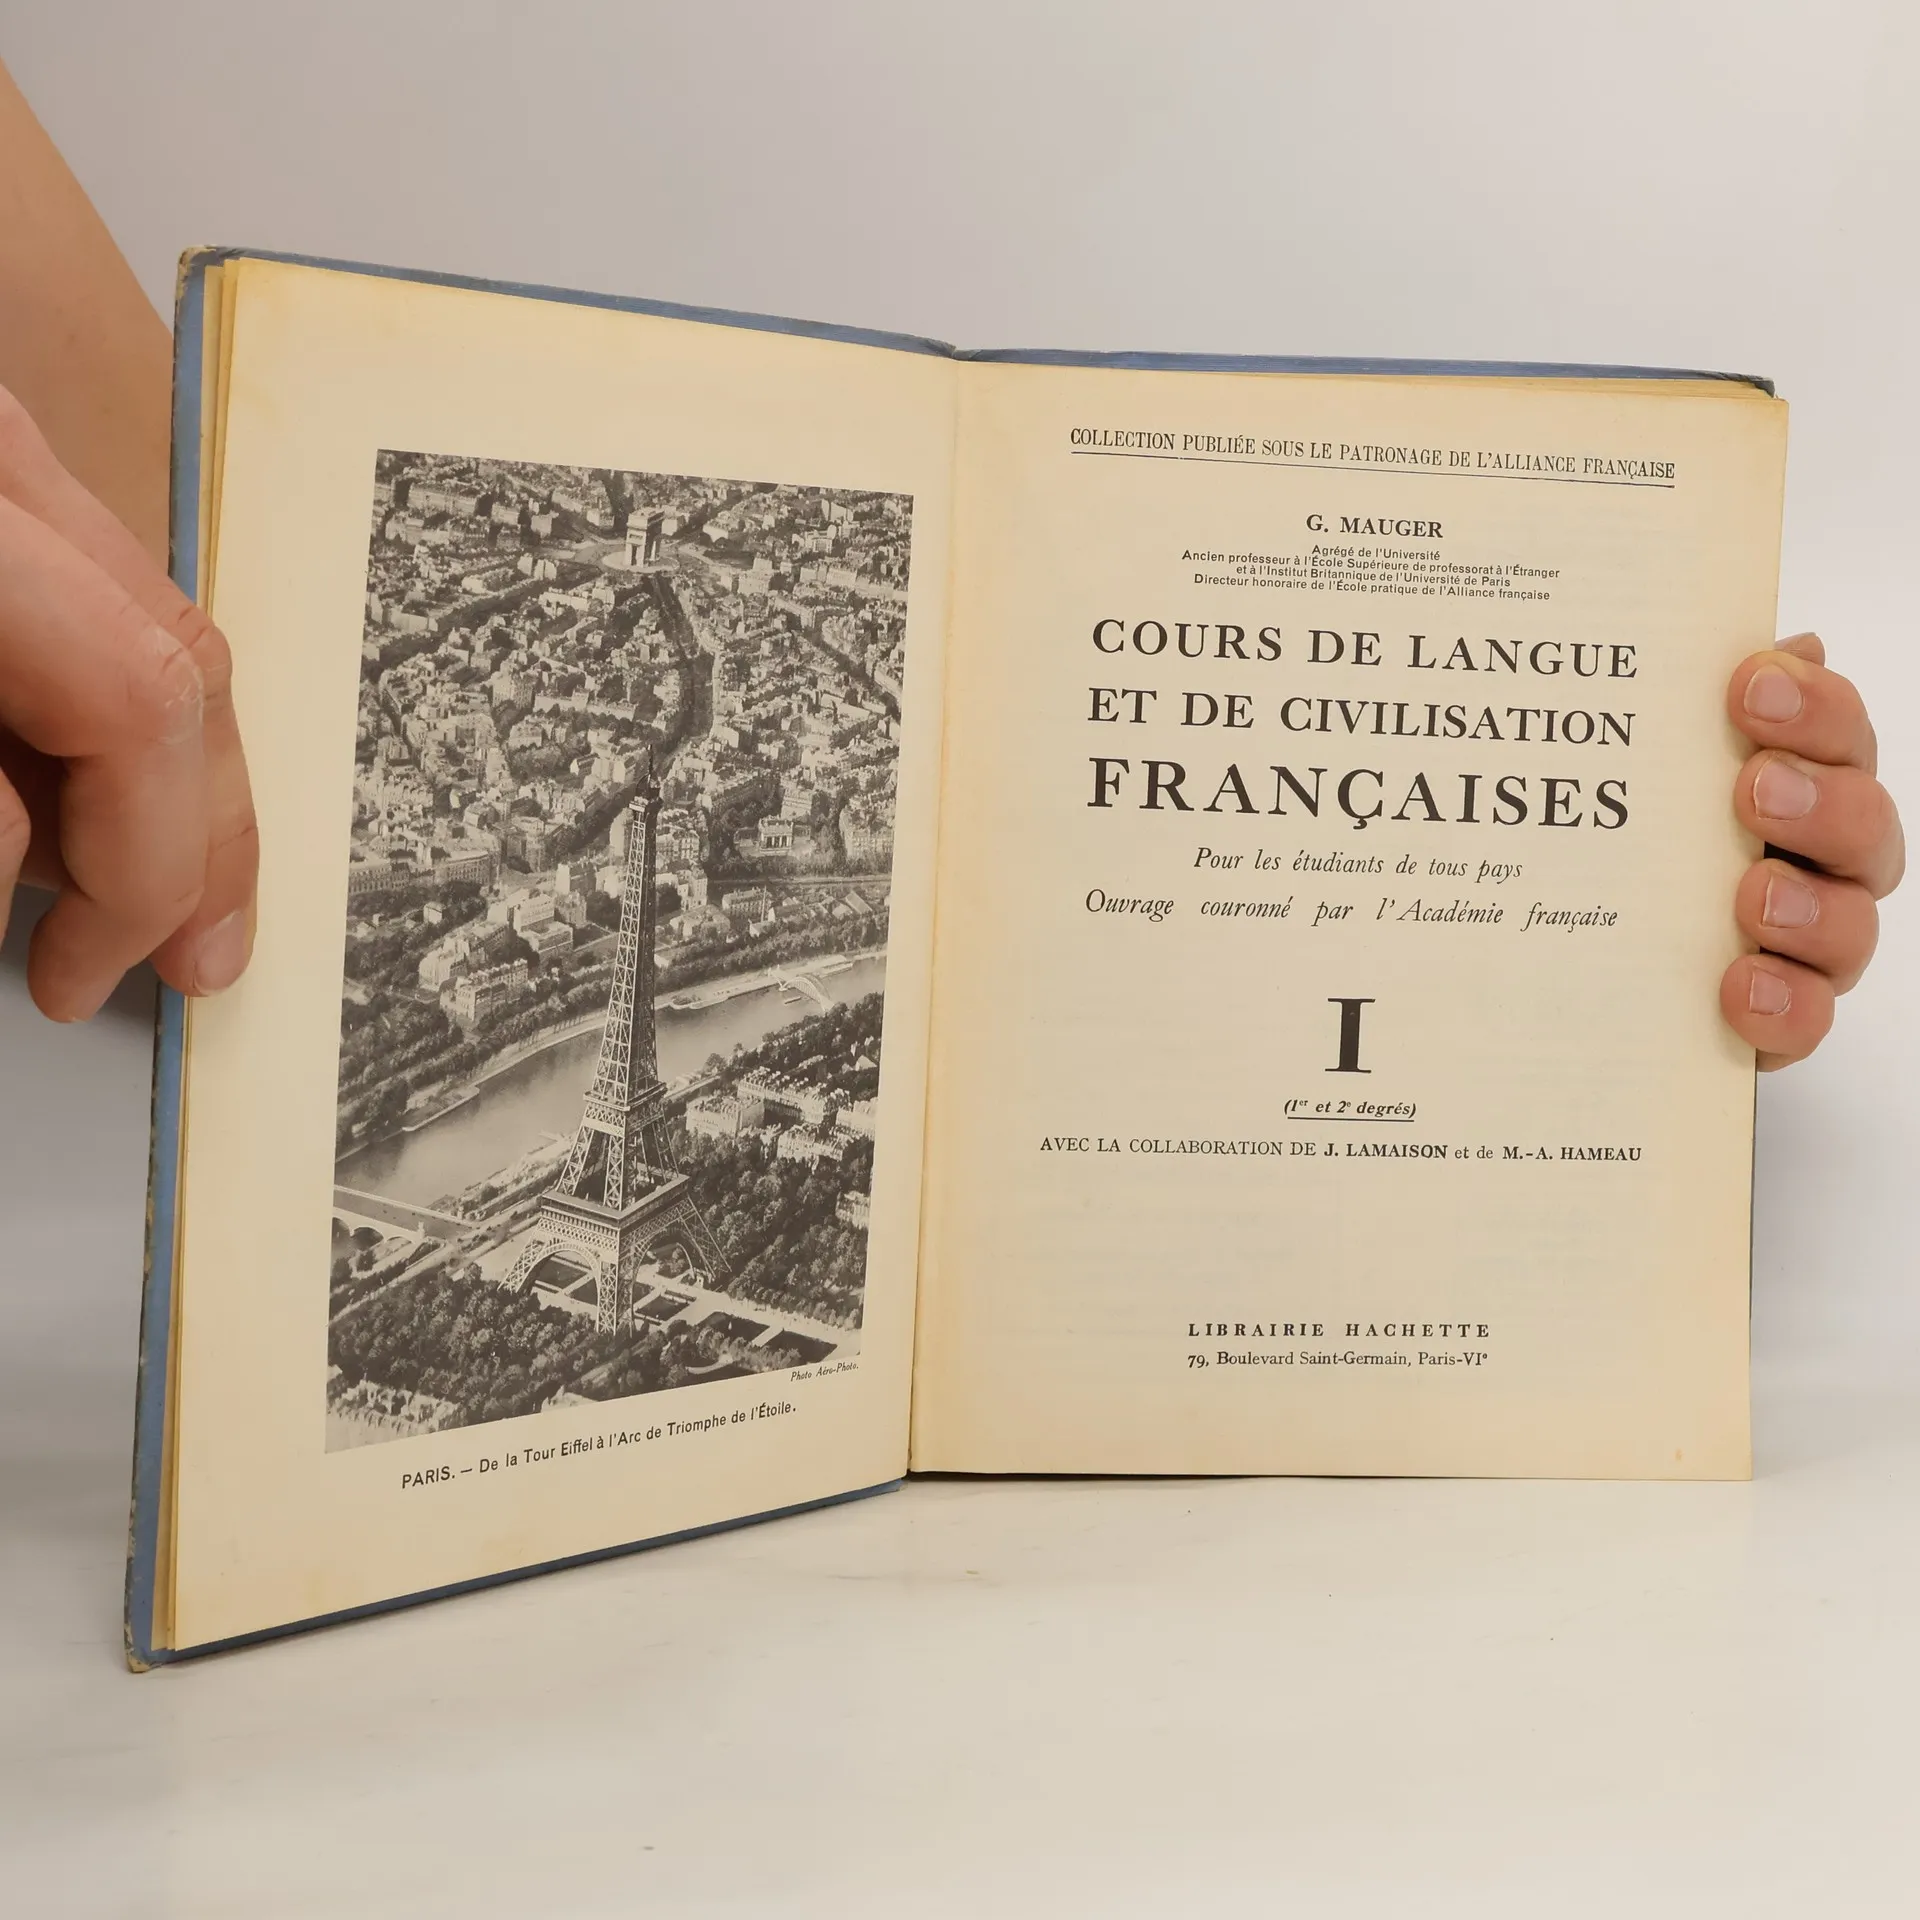 Photo Aéro-Photo.
PARIS. — De la Tour Eiffel à l'Arc de Triomphe de l'Étoile.
COLLECTION PUBLIÉE SOUS LE PATRONAGE DE L'ALLIANCE FRANÇAISE
G. MAUGER
Agrégé de l'Université
Ancien professeur à l'École Supérieure de professorat à l'Étranger
et à l'Institut Britannique de l'Université de Paris
Directeur honoraire de l'École pratique de l'Alliance française
COURS DE LANGUE
ET DE CIVILISATION
FRANÇAISES
Pour les étudiants de tous pays
Ouvrage couronné par l'Académie française
I
(1er et 2e degrés)
AVEC LA COLLABORATION DE J. LAMAISON et de M.-A. HAMEAU
LIBRAIRIE HACHETTE
79, Boulevard Saint-Germain, Paris-VIe